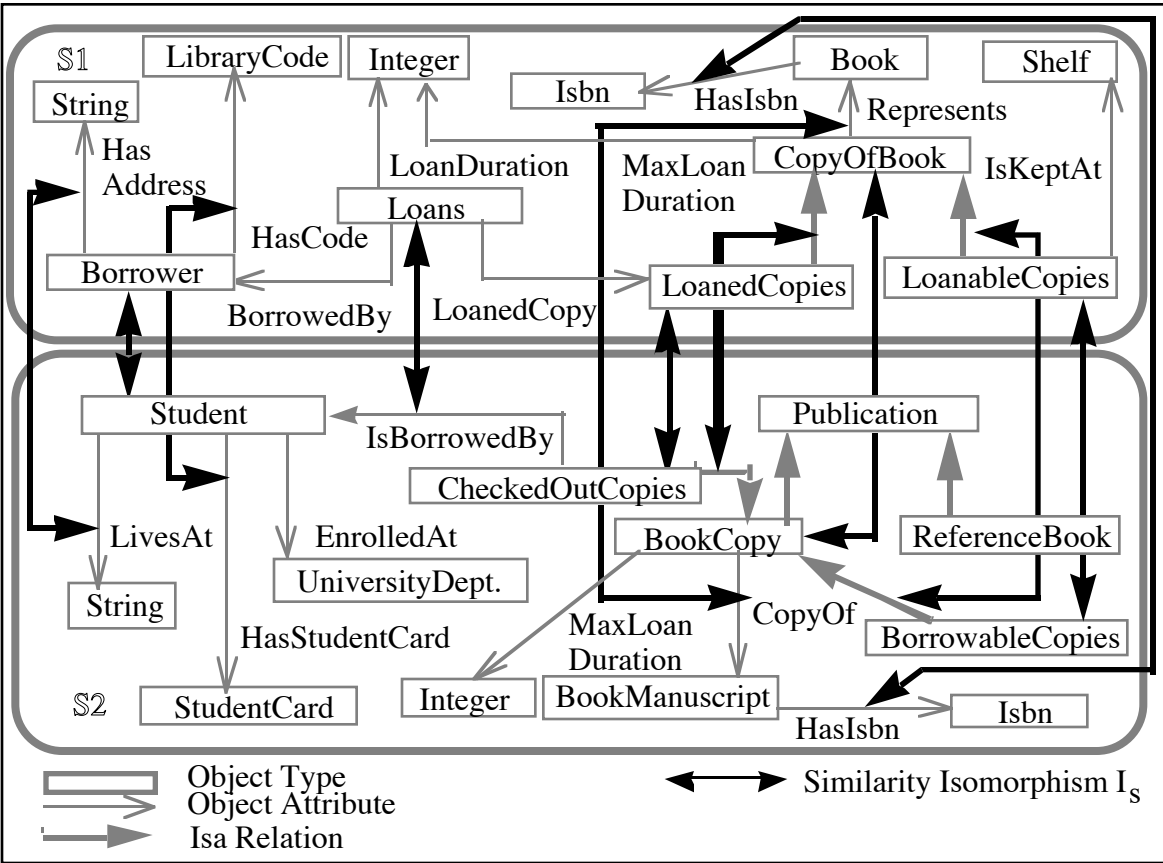 S1
LibraryCode
Integer
Book
Shelf
String
Isbn
HasIsbn
Represents
Has
Address
LoanDuration
MaxLoan
Duration
CopyOfBook
IsKeptAt
Loans
HasCode
Borrower
LoanedCopies
LoanableCopies
BorrowedBy
LoanedCopy
Student
Publication
IsBorrowedBy
CheckedOutCopies
LivesAt
EnrolledAt
BookCopy
ReferenceBook
UniversityDept.
String
CopyOf
HasStudentCard
MaxLoan
Duration
BorrowableCopies
S2
StudentCard
Integer
BookManuscript
HasIsbn
Isbn
Object Type
Object Attribute
Isa Relation
Similarity Isomorphism Is